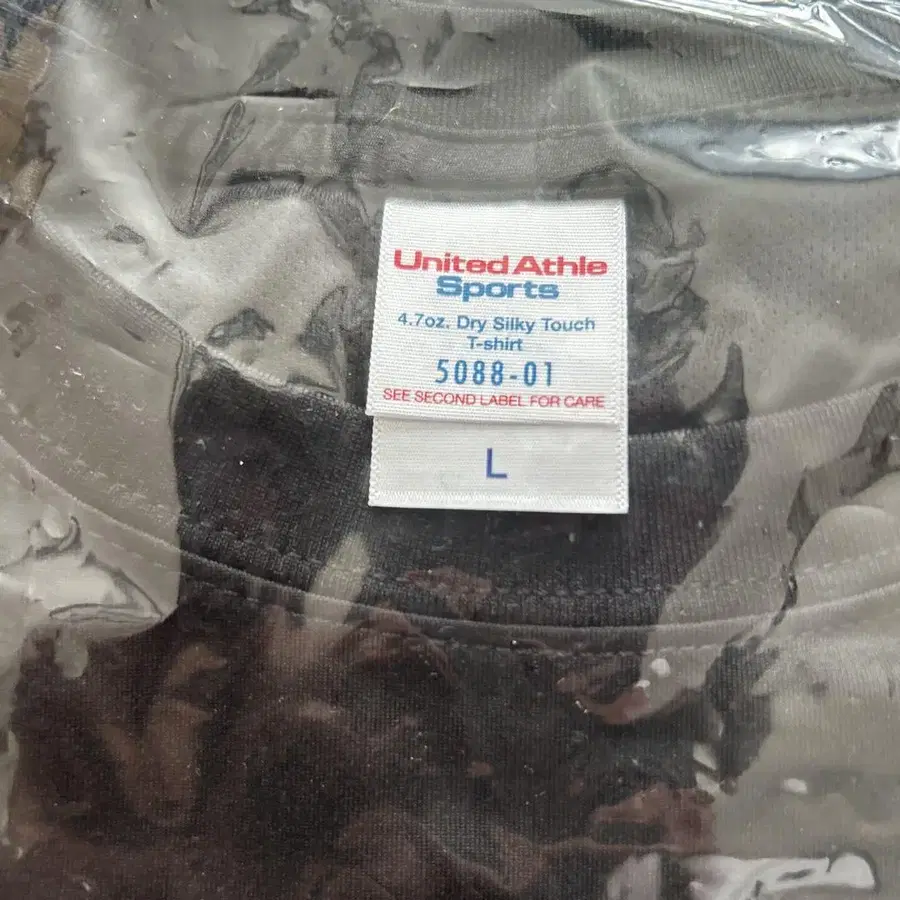 United Athle
Sports
4.7oz. Dry Silky Touch
T-shirt
5088-01
SEE SECOND LABEL FOR CARE
L